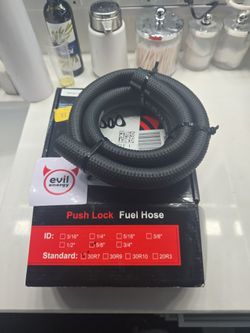 evil
energy
Push Lock Fuel Hose
ID: 3/16" 1/4" 5/16" 3/8"
1/2" 5/8" 3/4"
Standard: 30R7 30R9 30R10 20R3